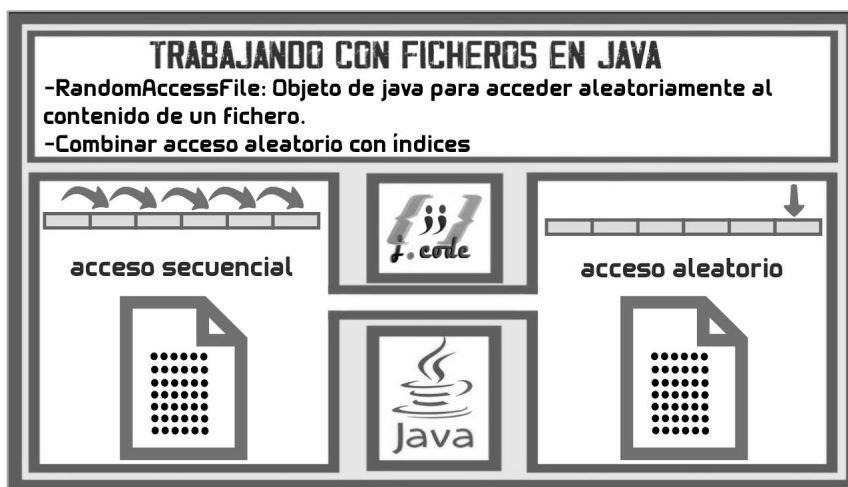 TRABAJANDO CON FICHEROS EN JAVA
-RandomAccessFile: Objeto de java para acceder aleatoriamente al
contenido de un fichero.
-Combinar acceso aleatorio con índices
acceso secuencial
{;;}
j.code
acceso aleatorio
Java